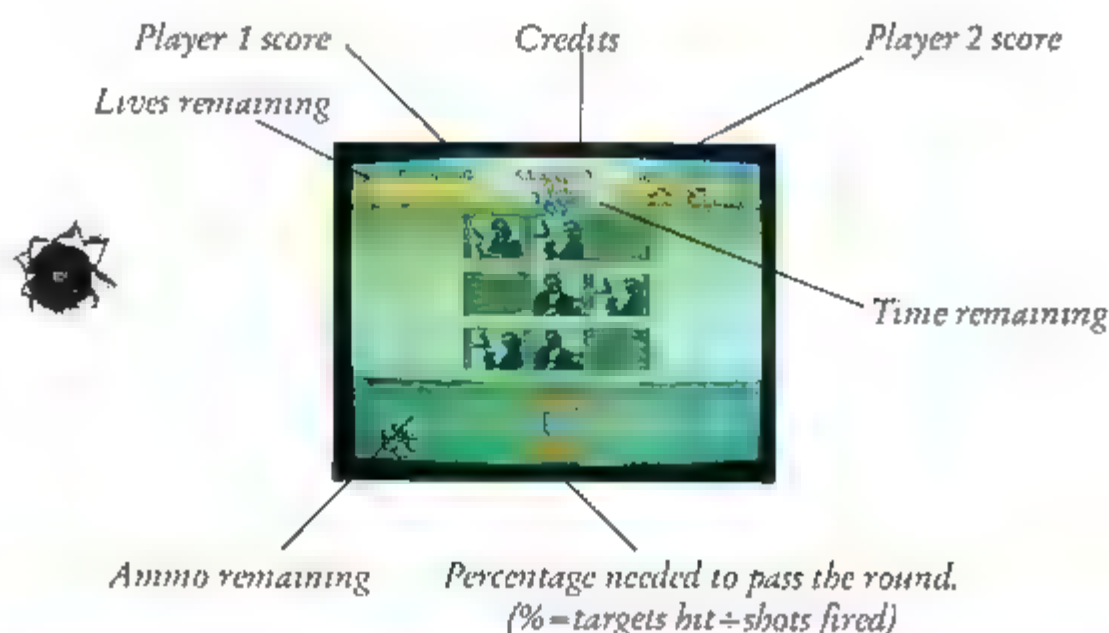 Player 1 score
Credits
Player 2 score
Lives remaining
Time remaining
Ammo remaining
Percentage needed to pass the round.
(%=targets hit÷shots fired)